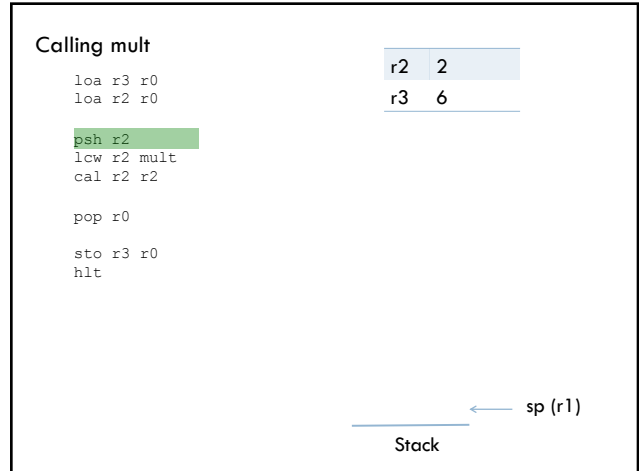 Calling mult
loa r3 r0
loa r2 r0
psh r2
lcw r2 mult
cal r2 r2
pop r0
sto r3 r0
hlt
r2 2
r3 6
sp (r1)
Stack